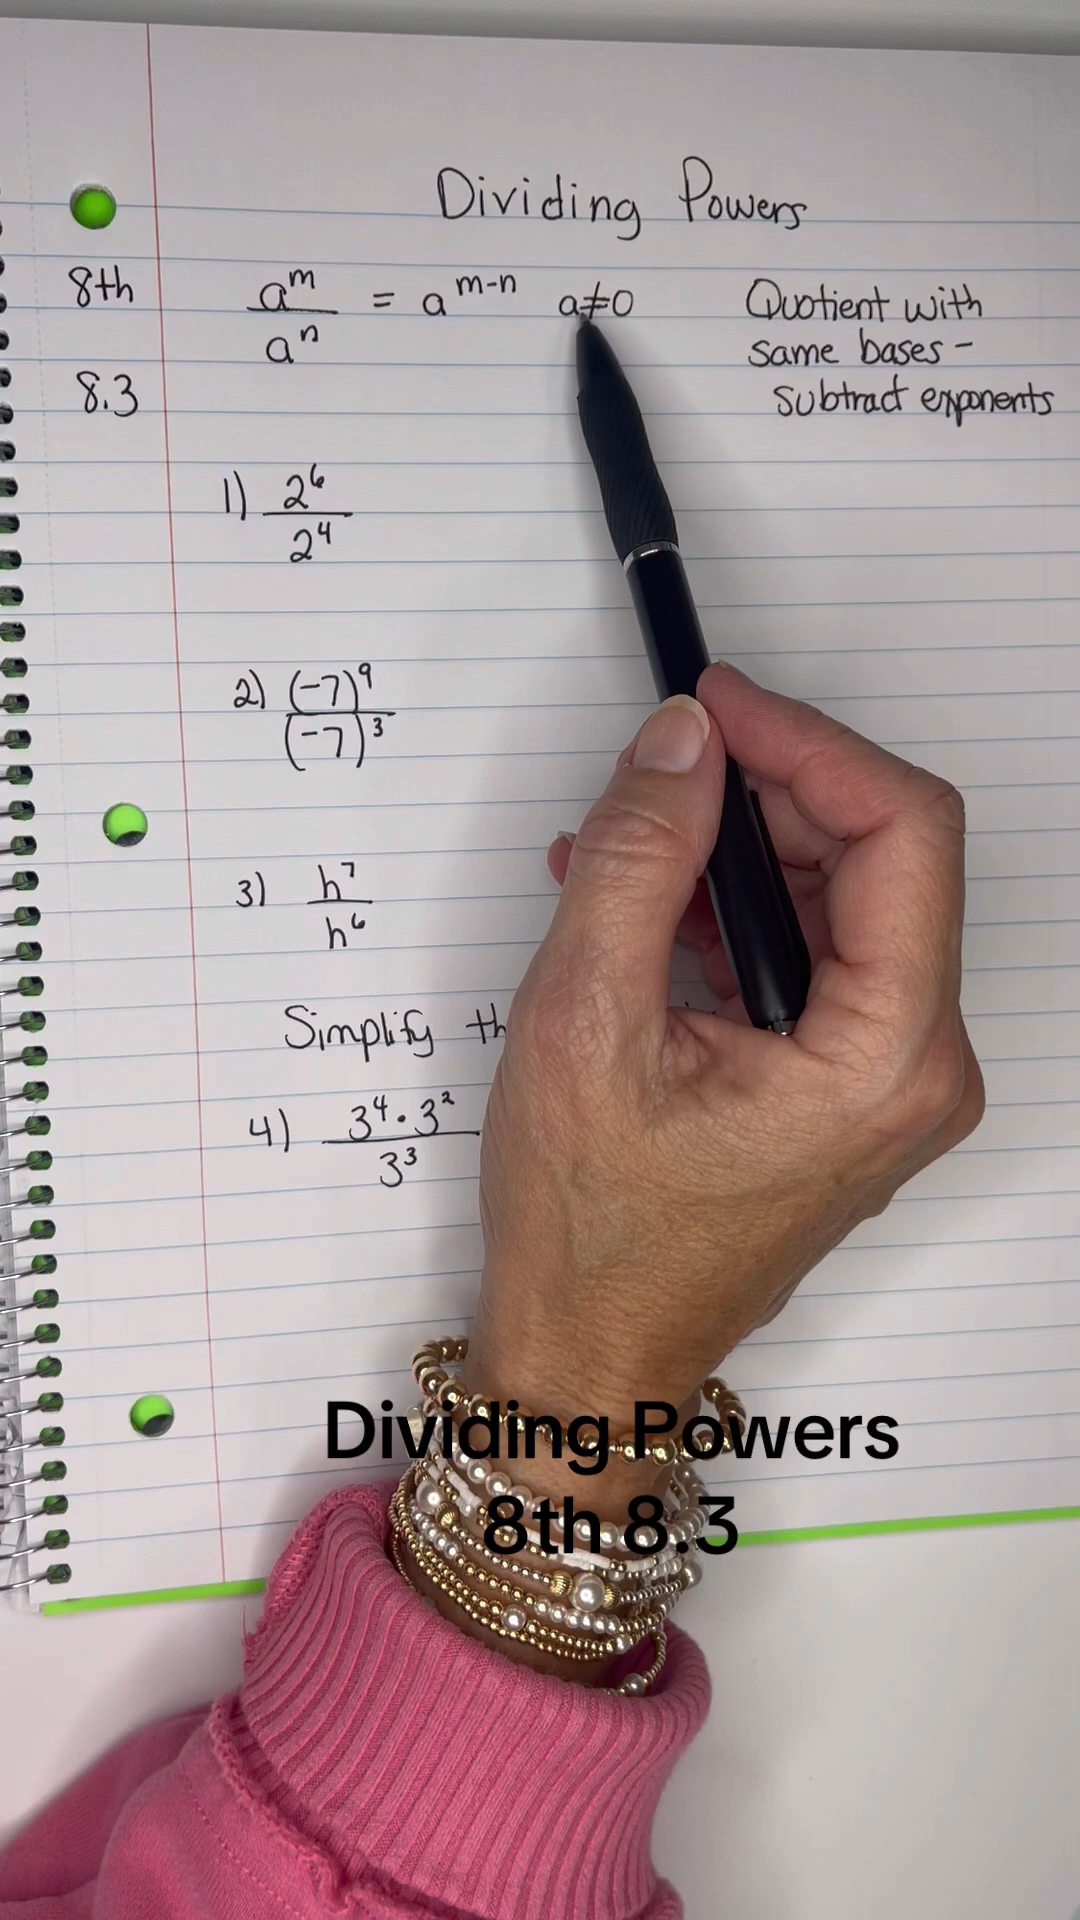 Dividing Powers
8th
a^m / a^n = a^(m-n) a≠0
Quotient with
same bases -
subtract exponents
8.3
1) 2^6 / 2^4
2) (-7)^9 / (-7)^3
3) h^7 / h^6
Simplify
4) 3^4 · 3^2 / 3^3
Dividing Powers
8th 8.3